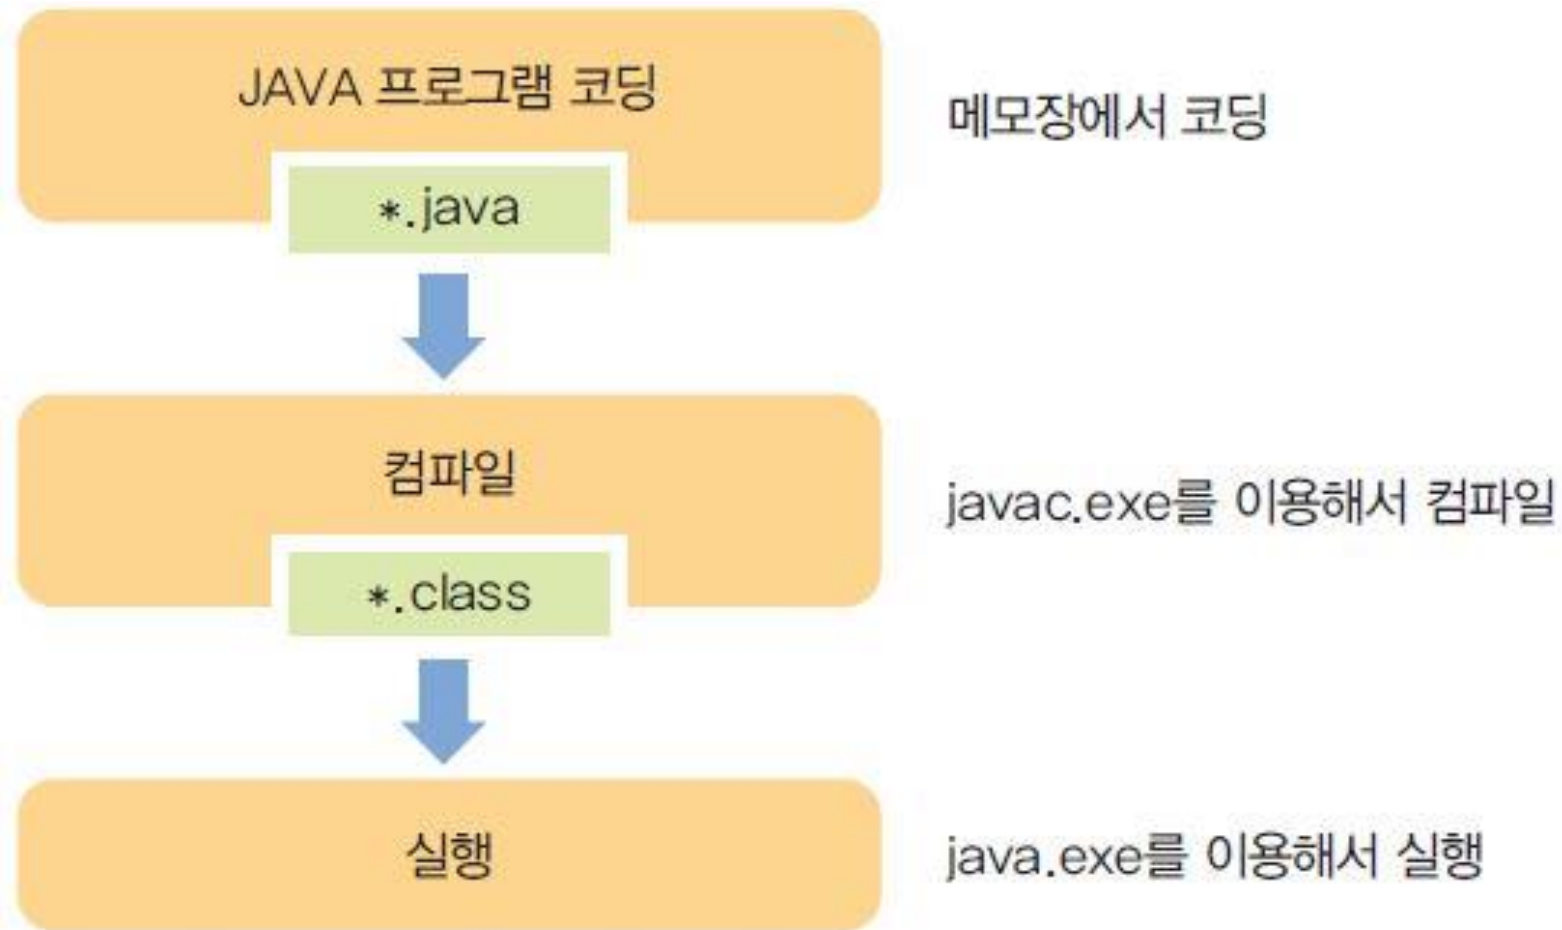 JAVA 프로그램 코딩
메모장에서 코딩
*.java
컴파일
javac.exe를 이용해서 컴파일
*.class
실행
java.exe를 이용해서 실행